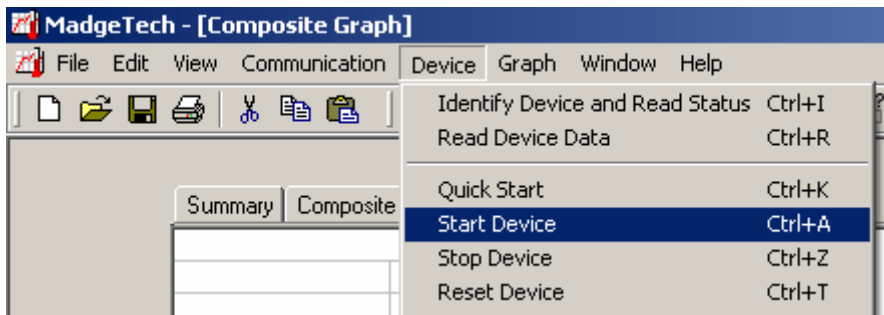 MadgeTech - [Composite Graph]
File Edit View Communication Device Graph Window Help
Identify Device and Read Status Ctrl+I
Read Device Data Ctrl+R
Quick Start Ctrl+K
Summary Composite
Start Device Ctrl+A
Stop Device Ctrl+Z
Reset Device Ctrl+T